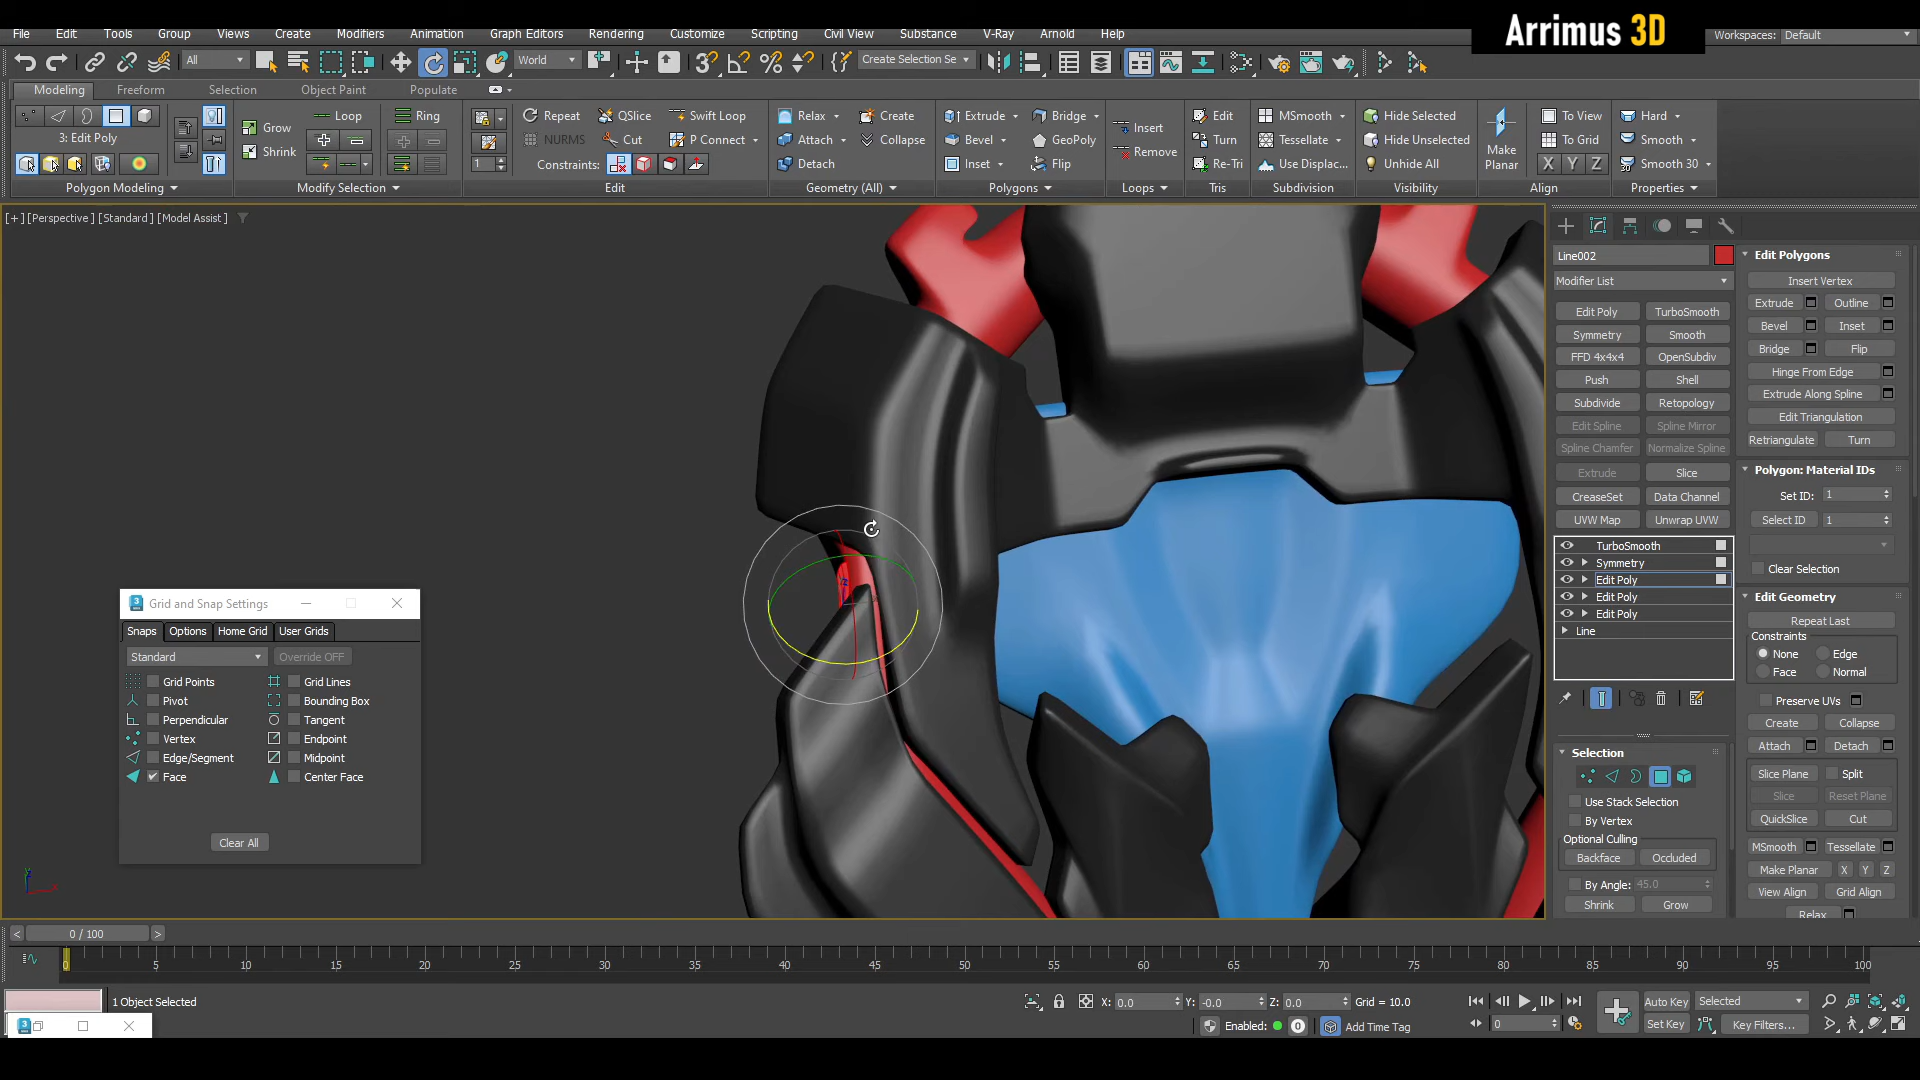 Arrimus 3D
File Edit Tools Group Views Create Modifiers Animation Graph Editors Rendering Customize Scripting Civil View Substance V-Ray Arnold Help
Workspaces: Default
All World Create Selection Se
Modeling Freeform Selection Object Paint Populate
3: Edit Poly
Grow Loop Ring
Shrink
Repeat QSlice Swift Loop
NURMS Cut P Connect
1 Constraints:
Relax Create
Attach Collapse
Detach
Extrude Bridge
Bevel GeoPoly
Inset Flip
Insert
Remove
Edit
Turn
Re-Tri
MSmooth
Tessellate
Use Displac...
Hide Selected
Hide Unselected
Unhide All
Make Planar
To View
To Grid
X Y Z
Hard
Smooth
Smooth 30
Polygon Modeling Modify Selection Edit Geometry (All) Polygons Loops Tris Subdivision Visibility Align Properties
[+] [Perspective ] [Standard ] [Model Assist ]
Grid and Snap Settings
Snaps Options Home Grid User Grids
Standard Override OFF
Grid Points Grid Lines
Pivot Bounding Box
Perpendicular Tangent
Vertex Endpoint
Edge/Segment Midpoint
Face Center Face
Clear All
Line002
Modifier List
Edit Poly TurboSmooth
Symmetry Smooth
FFD 4x4x4 OpenSubdiv
Push Shell
Subdivide Retopology
Edit Spline Spline Mirror
Spline Chamfer Normalize Spline
Extrude Slice
CreaseSet Data Channel
UVW Map Unwrap UVW
TurboSmooth
Symmetry
Edit Poly
Edit Poly
Edit Poly
Line
Selection
Use Stack Selection
By Vertex
Optional Culling
Backface Occluded
By Angle: 45.0
Shrink Grow
Edit Polygons
Insert Vertex
Extrude Outline
Bevel Inset
Bridge Flip
Hinge From Edge
Extrude Along Spline
Edit Triangulation
Retriangulate Turn
Polygon: Material IDs
Set ID: 1
Select ID 1
Clear Selection
Edit Geometry
Repeat Last
Constraints
None Edge
Face Normal
Preserve UVs
Create Collapse
Attach Detach
Slice Plane Split
Slice Reset Plane
QuickSlice Cut
MSmooth Tessellate
Make Planar X Y Z
View Align Grid Align
Relax
< 0 / 100 >
0 5 10 15 20 25 30 35 40 45 50 55 60 65 70 75 80 85 90 95 100
1 Object Selected
X: 0.0 Y: -0.0 Z: 0.0 Grid = 10.0
Auto Key Selected
Enabled: 0 Add Time Tag
0
Set Key Key Filters...